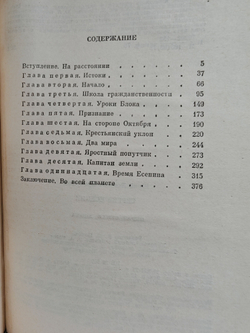 СОДЕРЖАНИЕ
Вступление. На расстоянии . . . . . . 5
Глава первая. Истоки . . . . . . 37
Глава вторая. Начало . . . . . . 66
Глава третья. Школа гражданственности . . 95
Глава четвертая. Уроки Блока . . . . 149
Глава пятая. Признание . . . . . 173
Глава шестая. На стороне Октября . . . 190
Глава седьмая. Крестьянский уклон . . . 220
Глава восьмая. Два мира . . . . . 244
Глава девятая. Яростный попутчик . . . 273
Глава десятая. Капитан земли . . . . 292
Глава одиннадцатая. Время Есенина . . . 315
Заключение. Во всей яви . . . . 376